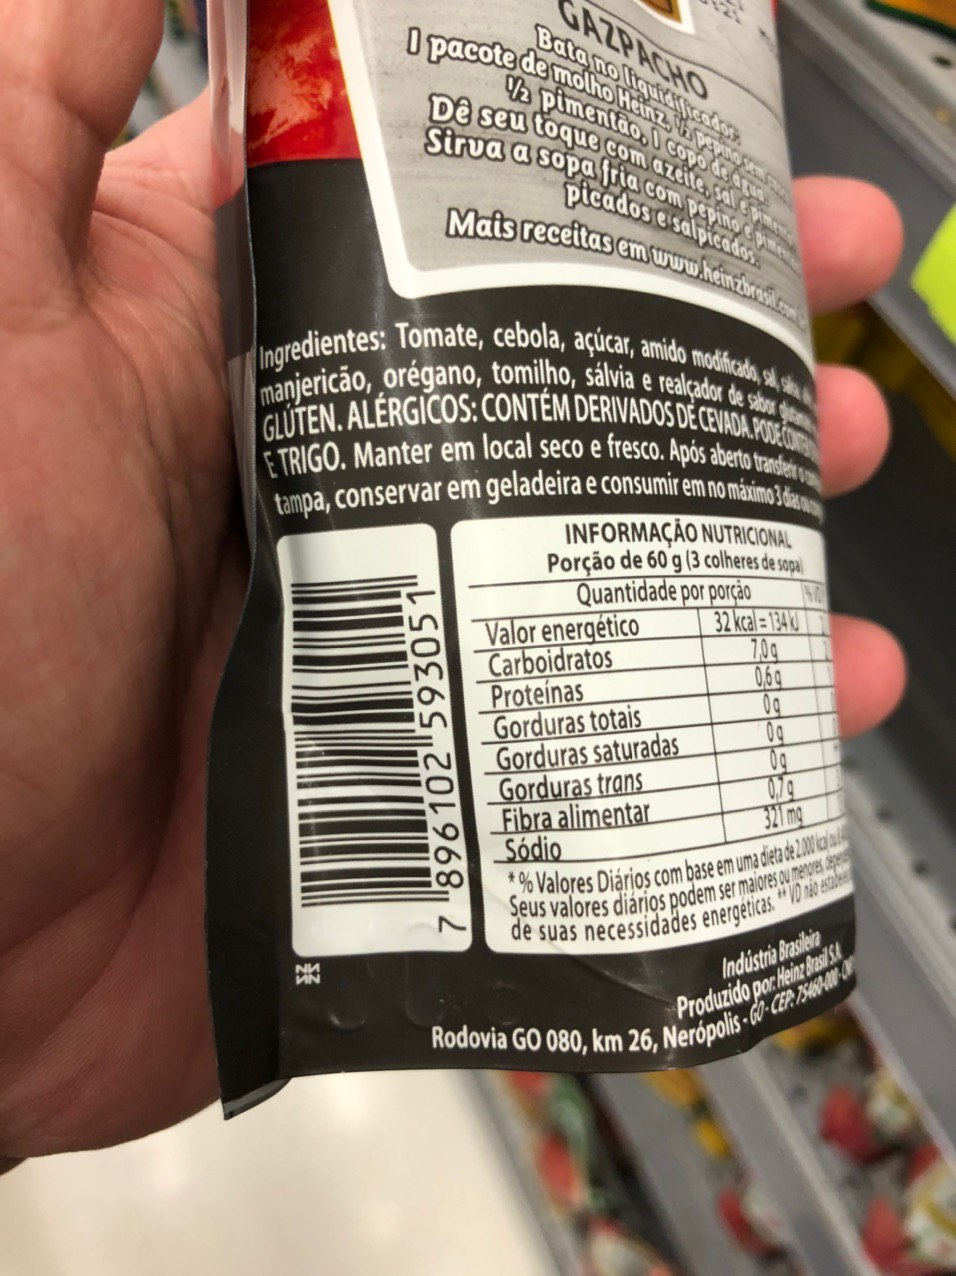 GAZPACHO
Bata no liquidificador:
1 pacote de molho Heinz, ½ pepino sem
½ pimentão, 1 copo de água.
Dê seu toque com azeite, sal e
Sirva a sopa fria com pepino e
picados e salpicados.
Mais receitas em www.heinzbrasil.com
Ingredientes: Tomate, cebola, açúcar, amido modificado, sal, salsa,
manjericão, orégano, tomilho, sálvia e realçador de sabor
GLÚTEN. ALÉRGICOS: CONTÉM DERIVADOS DE CEVADA. PODE CONTER
E TRIGO. Manter em local seco e fresco. Após aberto transferir o
tampa, conservar em geladeira e consumir em no máximo 3 dias ou
INFORMAÇÃO NUTRICIONAL
Porção de 60 g (3 colheres de sopa)
Quantidade por porção
Valor energético 32 kcal = 134 kJ
Carboidratos 7,0 g
Proteínas 0,6 g
Gorduras totais 0 g
Gorduras saturadas 0 g
Gorduras trans 0 g
Fibra alimentar 0,7 g
Sódio 321 mg
* % Valores Diários com base em uma dieta de 2.000 kcal ou
Seus valores diários podem ser maiores ou menores,
de suas necessidades energéticas. ** VD não
7 896102 593051
Indústria Brasileira
Produzido por: Heinz Brasil S.A.
Rodovia GO 080, km 26, Nerópolis - GO - CEP: 75460-000 -